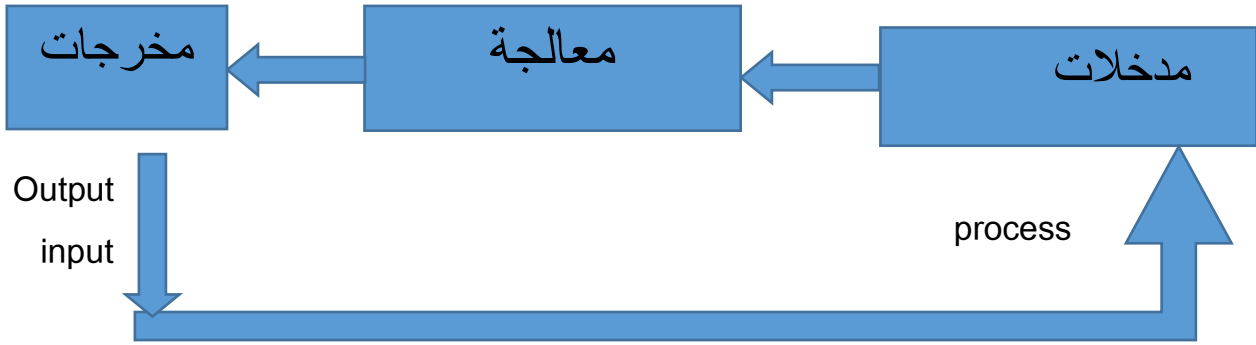 مدخلات
معالجة
مخرجات
Output
input
process